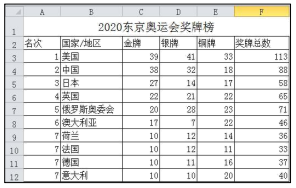 A B C D E F
1 2020东京奥运会奖牌榜
2 名次 国家/地区 金牌 银牌 铜牌 奖牌总数
3 1 美国 39 41 33 113
4 2 中国 38 32 18 88
5 3 日本 27 14 17 58
6 4 英国 22 21 22 65
7 5 俄罗斯奥委会 20 28 23 71
8 6 澳大利亚 17 7 22 46
9 7 荷兰 10 12 14 36
10 7 法国 10 12 11 33
11 7 德国 10 11 16 37
12 7 意大利 10 10 20 40